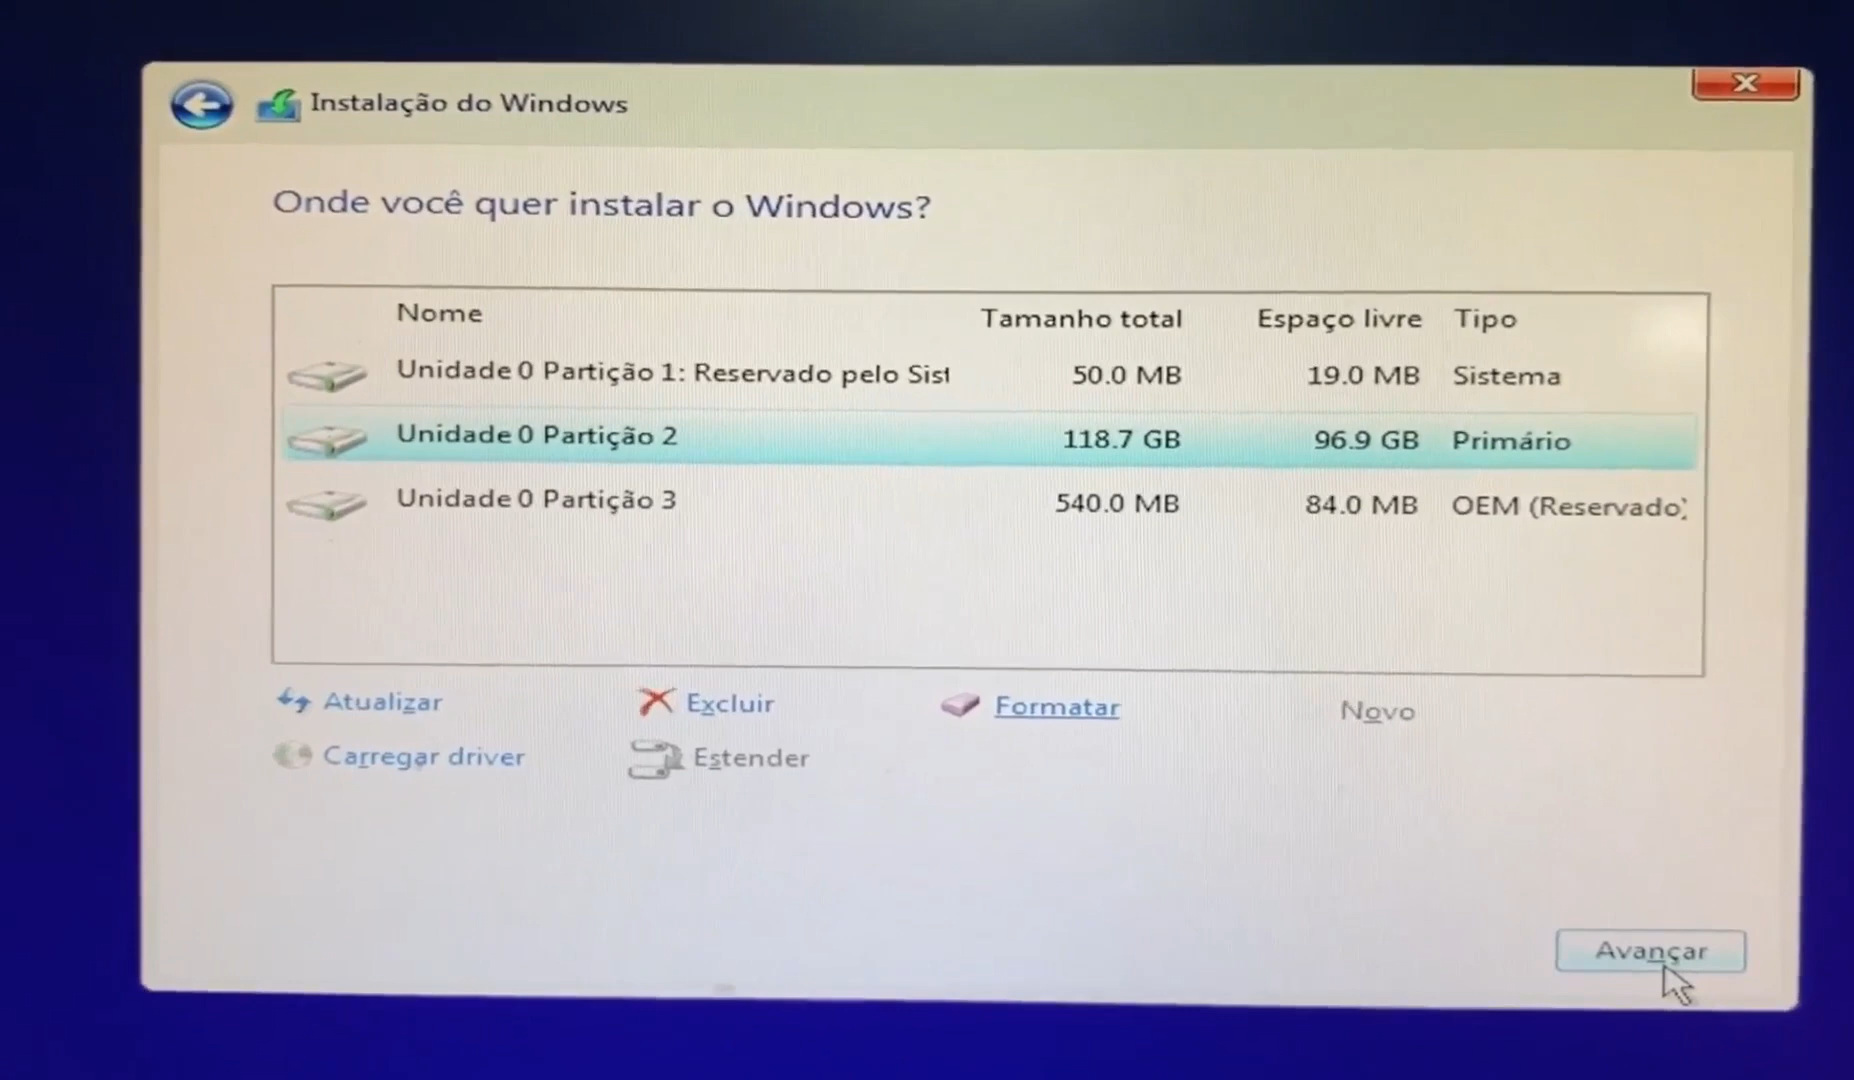 Instalação do Windows
Onde você quer instalar o Windows?
Nome Tamanho total Espaço livre Tipo
Unidade 0 Partição 1: Reservado pelo Sist 50.0 MB 19.0 MB Sistema
Unidade 0 Partição 2 118.7 GB 96.9 GB Primário
Unidade 0 Partição 3 540.0 MB 84.0 MB OEM (Reservado)
Atualizar Excluir Formatar Novo
Carregar driver Estender
Avançar